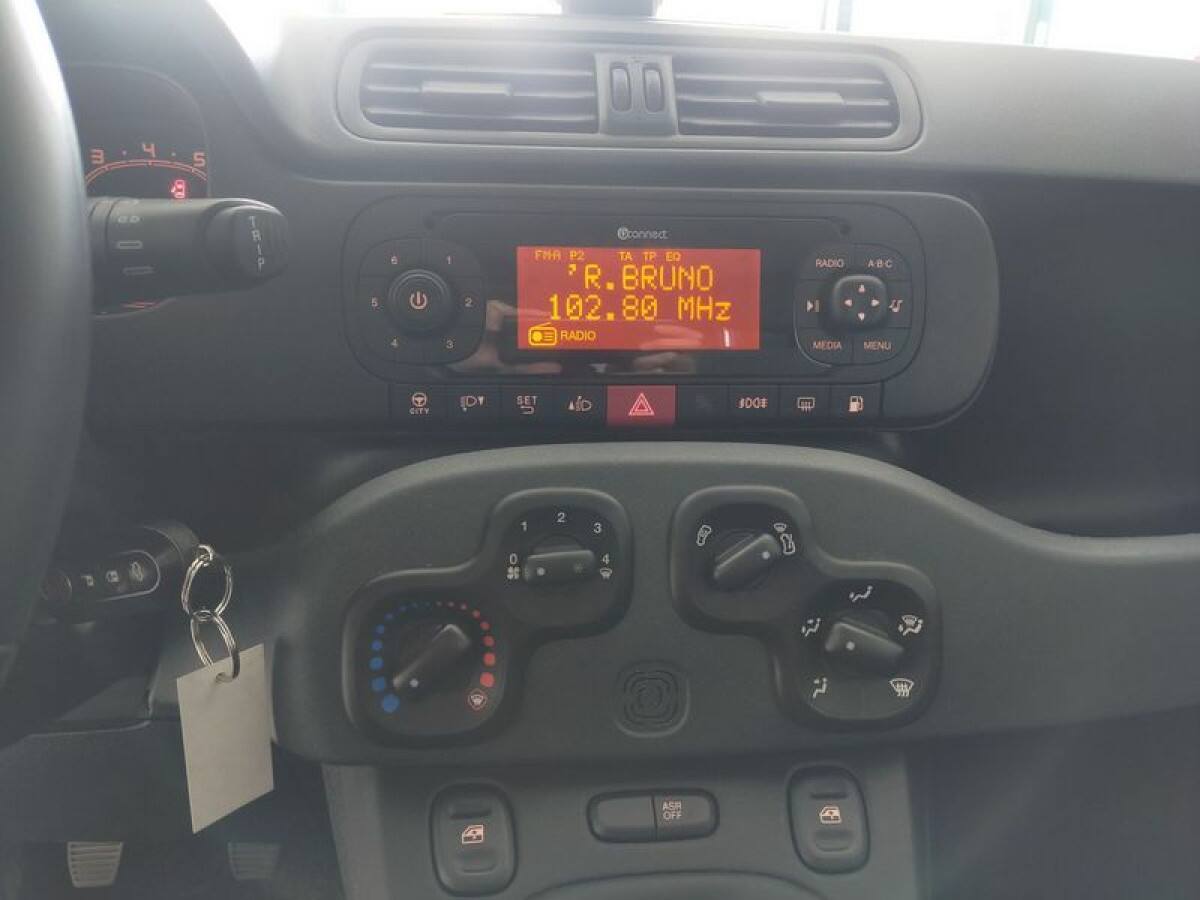 3 4 5
TRIP
Uconnect
6 1
5 2
4 3
FM-A P2 TA TP EQ
R.BRUNO
102.80 MHz
RADIO
RADIO A·B·C
MEDIA MENU
CITY
SET
0 1 2 3 4
ASR
OFF